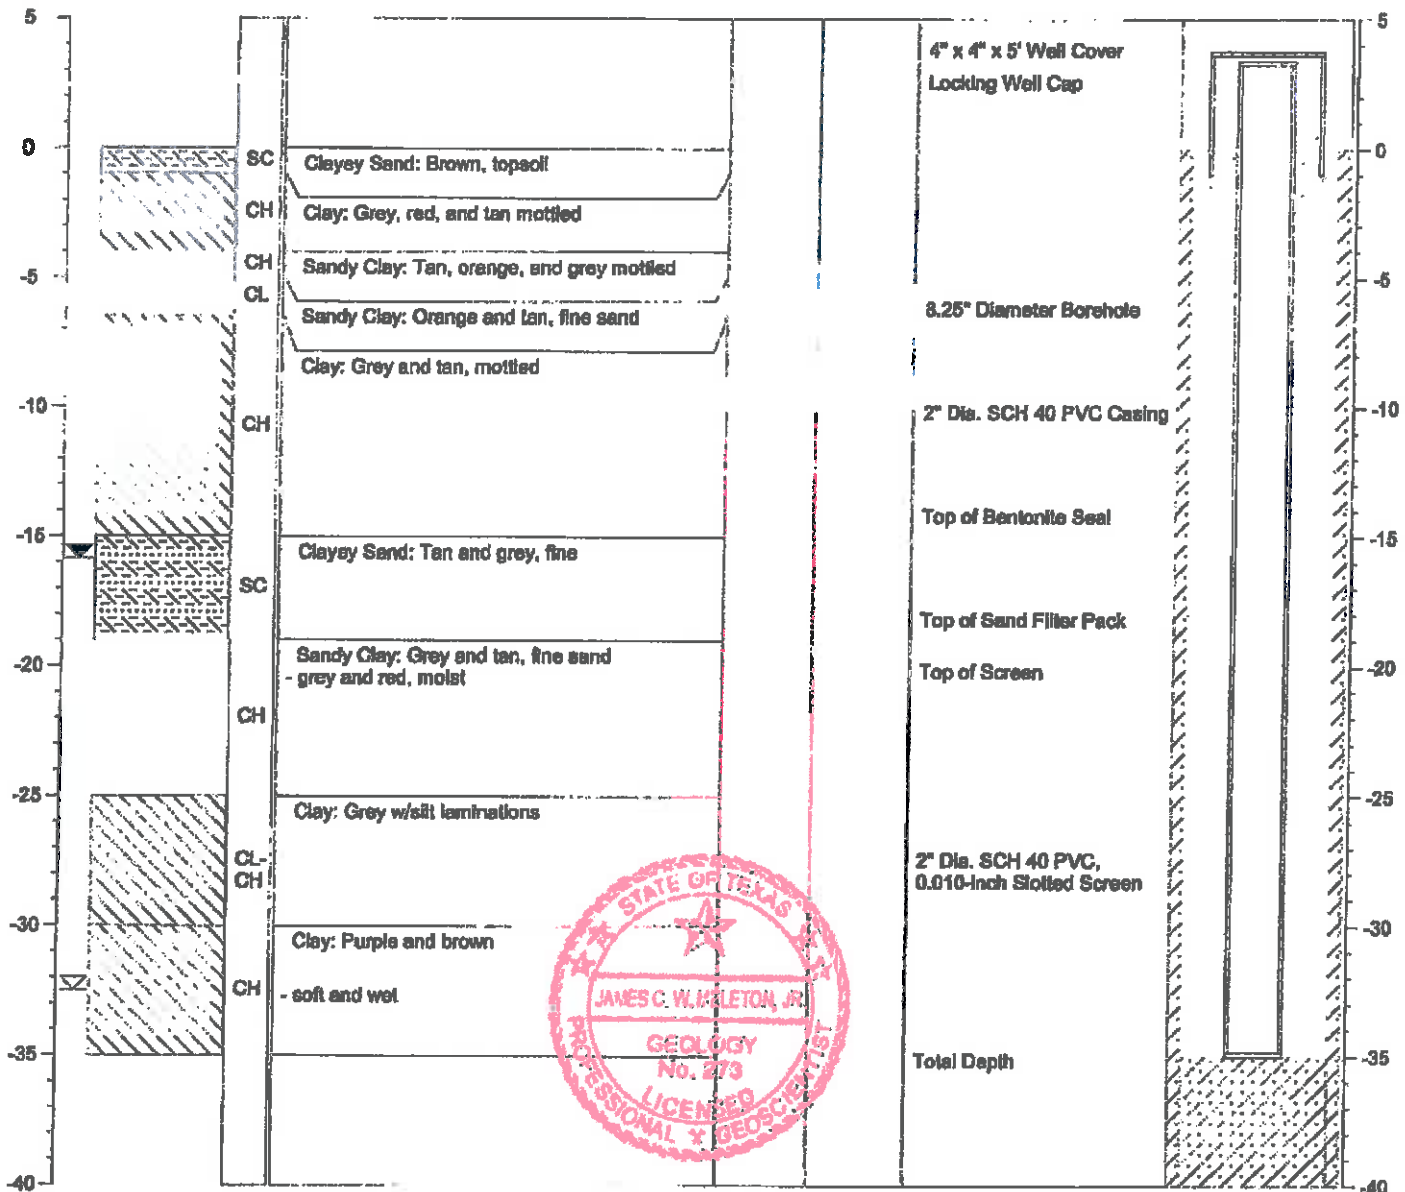 5
0
-5
-10
-15
-20
-25
-30
-35
-40
SC
CH
CH
CL
CH
SC
CH
CL-
CH
CH
Clayey Sand: Brown, topsoil
Clay: Grey, red, and tan mottled
Sandy Clay: Tan, orange, and grey mottled
Sandy Clay: Orange and tan, fine sand
Clay: Grey and tan, mottled
Clayey Sand: Tan and grey, fine
Sandy Clay: Grey and tan, fine sand
- grey and red, moist
Clay: Grey w/silt laminations
Clay: Purple and brown
- soft and wet
4" x 4" x 5' Well Cover
Locking Well Cap
8.25" Diameter Borehole
2" Dia. SCH 40 PVC Casing
Top of Bentonite Seal
Top of Sand Filter Pack
Top of Screen
2" Dia. SCH 40 PVC,
0.010-inch Slotted Screen
Total Depth
5
0
-5
-10
-15
-20
-25
-30
-35
-40
STATE OF TEXAS
JAMES C. W. JR.
GEOLOGY
No. 273
LICENSED
PROFESSIONAL GEOSCIENTIST